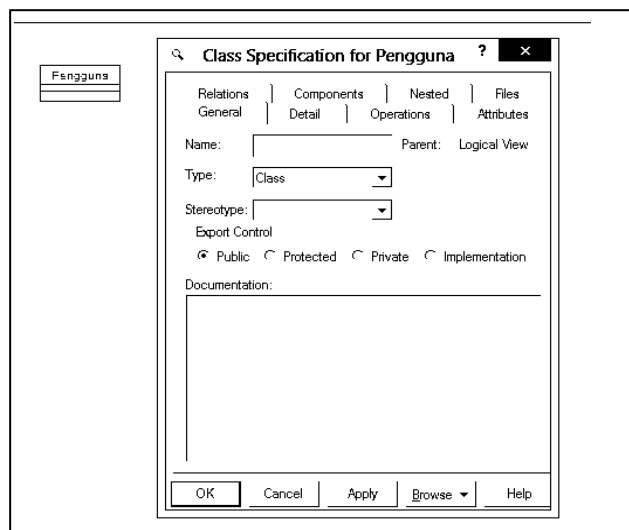 Class Specification for Pengguna ? ×
Pengguna
Relations Components Nested Files
General Detail Operations Attributes
Name: Parent: Logical View
Type: Class
Stereotype:
Export Control
Public Protected Private Implementation
Documentation:
OK Cancel Apply Browse Help